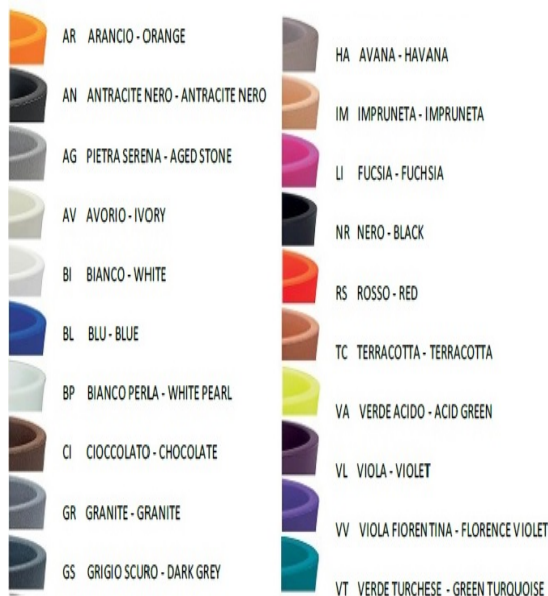 AR ARANCIO - ORANGE
AN ANTRACITE NERO - ANTRACITE NERO
AG PIETRA SERENA - AGED STONE
AV AVORIO - IVORY
BI BIANCO - WHITE
BL BLU - BLUE
BP BIANCO PERLA - WHITE PEARL
CI CIOCCOLATO - CHOCOLATE
GR GRANITE - GRANITE
GS GRIGIO SCURO - DARK GREY
HA AVANA - HAVANA
IM IMPRUNETA - IMPRUNETA
LI FUCSIA - FUCHSIA
NR NERO - BLACK
RS ROSSO - RED
TC TERRACOTTA - TERRACOTTA
VA VERDE ACIDO - ACID GREEN
VL VIOLA - VIOLET
VV VIOLA FIORENTINA - FLORENCE VIOLET
VT VERDE TURCHESE - GREEN TURQUOISE